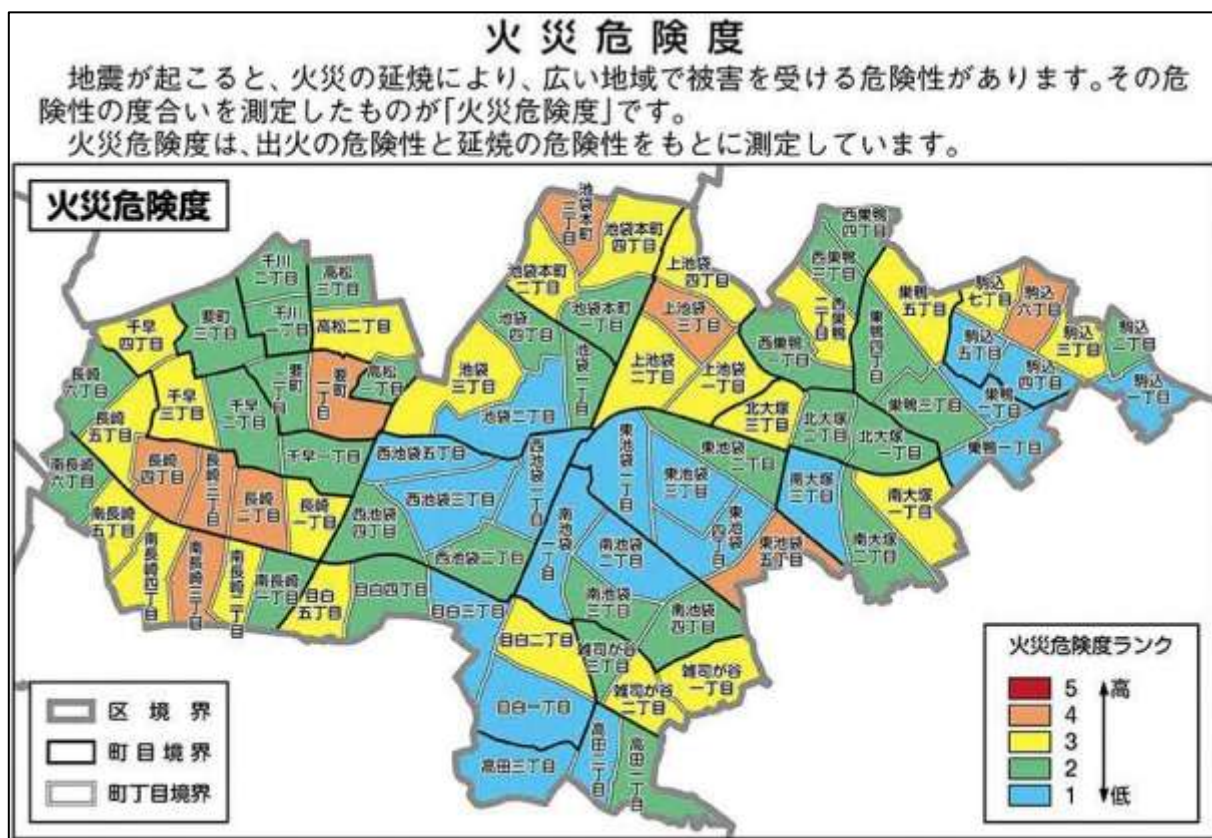 火災危険度
地震が起こると、火災の延焼により、広い地域で被害を受ける危険性があります。その危
険性の度合いを測定したものが「火災危険度」です。
火災危険度は、出火の危険性と延焼の危険性をもとに測定しています。
火災危険度
池袋本町三丁目
池袋本町四丁目
池袋本町二丁目
池袋本町一丁目
上池袋四丁目
上池袋三丁目
上池袋二丁目
上池袋一丁目
西巣鴨四丁目
西巣鴨三丁目
西巣鴨二丁目
西巣鴨一丁目
巣鴨五丁目
巣鴨四丁目
巣鴨三丁目
巣鴨一丁目
巣鴨一丁目
駒込七丁目
駒込六丁目
駒込五丁目
駒込四丁目
駒込三丁目
駒込二丁目
駒込一丁目
千川二丁目
千川一丁目
高松三丁目
高松二丁目
高松一丁目
要町三丁目
要町二丁目
要町一丁目
千早四丁目
千早三丁目
千早二丁目
千早一丁目
長崎六丁目
長崎五丁目
長崎四丁目
長崎三丁目
長崎二丁目
長崎一丁目
南長崎六丁目
南長崎五丁目
南長崎四丁目
南長崎三丁目
南長崎二丁目
南長崎一丁目
池袋四丁目
池袋三丁目
池袋二丁目
池袋一丁目
西池袋五丁目
西池袋四丁目
西池袋三丁目
西池袋二丁目
西池袋一丁目
東池袋一丁目
東池袋二丁目
東池袋三丁目
東池袋四丁目
東池袋五丁目
北大塚三丁目
北大塚二丁目
北大塚一丁目
南大塚三丁目
南大塚二丁目
南大塚一丁目
南池袋一丁目
南池袋二丁目
南池袋三丁目
南池袋四丁目
目白五丁目
目白四丁目
目白三丁目
目白二丁目
目白一丁目
雑司が谷三丁目
雑司が谷二丁目
雑司が谷一丁目
高田三丁目
高田二丁目
高田一丁目
区境界
町目境界
町丁目境界
火災危険度ランク
5 高
4
3
2
1 低